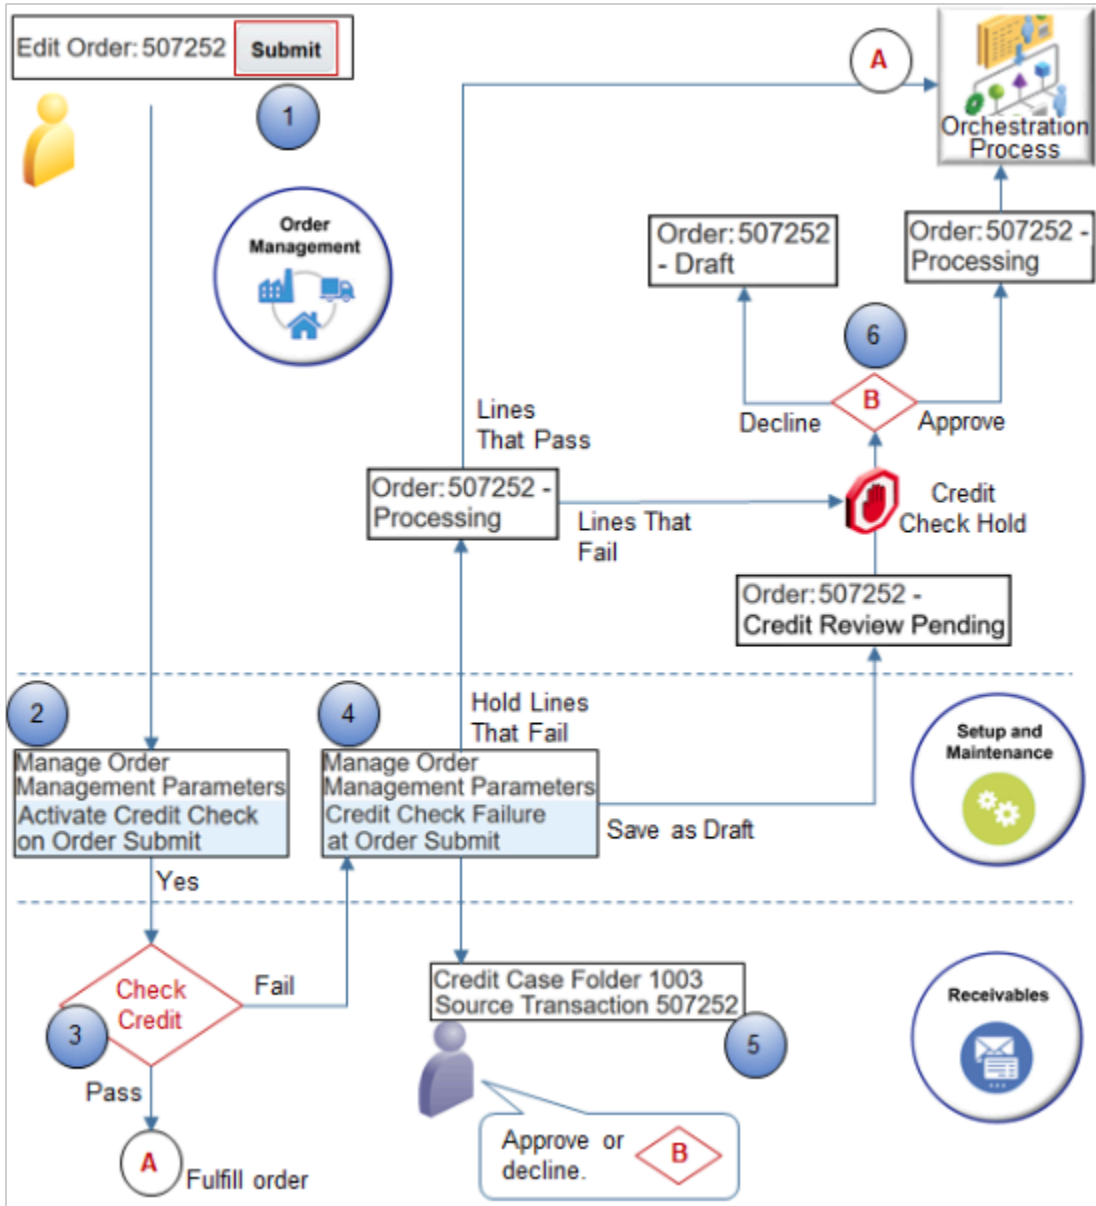 Edit Order: 507252
Submit
1
A
Orchestration
Process
Order
Management
Order: 507252
- Draft
Order: 507252 -
Processing
6
B
Decline
Approve
Lines
That Pass
Order: 507252 -
Processing
Lines That
Fail
Credit
Check Hold
Order: 507252 -
Credit Review Pending
2
4
Hold Lines
That Fail
Setup and
Maintenance
Manage Order
Management Parameters
Activate Credit Check
on Order Submit
Manage Order
Management Parameters
Credit Check Failure
at Order Submit
Save as Draft
Yes
Check
Credit
3
Fail
Pass
A
Fulfill order
Credit Case Folder 1003
Source Transaction 507252
5
Receivables
Approve or
decline.
B